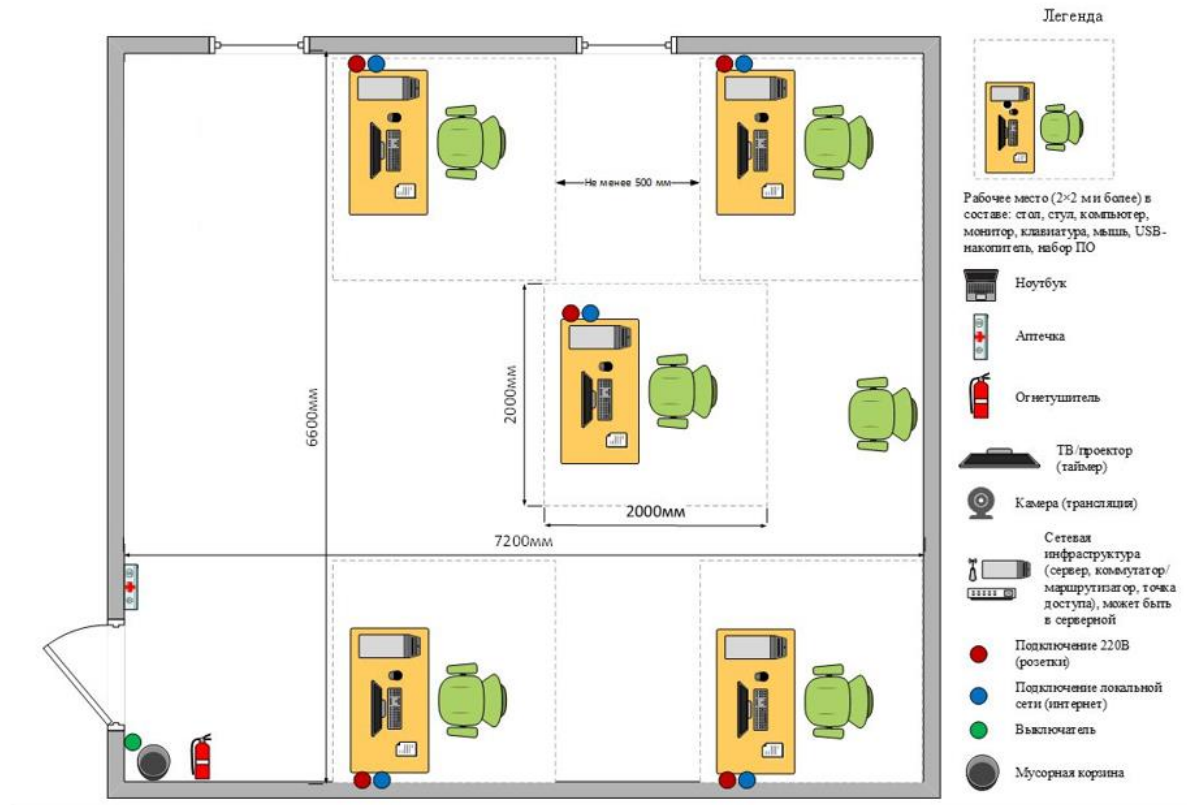 Легенда
Не менее 500 мм
Рабочее место (2×2 м и более) в
составе: стол, стул, компьютер,
монитор, клавиатура, мышь, USB-
накопитель, набор ПО
Ноутбук
Аптечка
Огнетушитель
6600мм
2000мм
ТВ/проектор
(таймер)
2000мм
Камера (трансляция)
7200мм
Сетевая
инфраструктура
(сервер, коммутатор/
маршрутизатор, точка
доступа), может быть
в серверной
Подключение 220В
(розетки)
Подключение локальной
сети (интернет)
Выключатель
Мусорная корзина